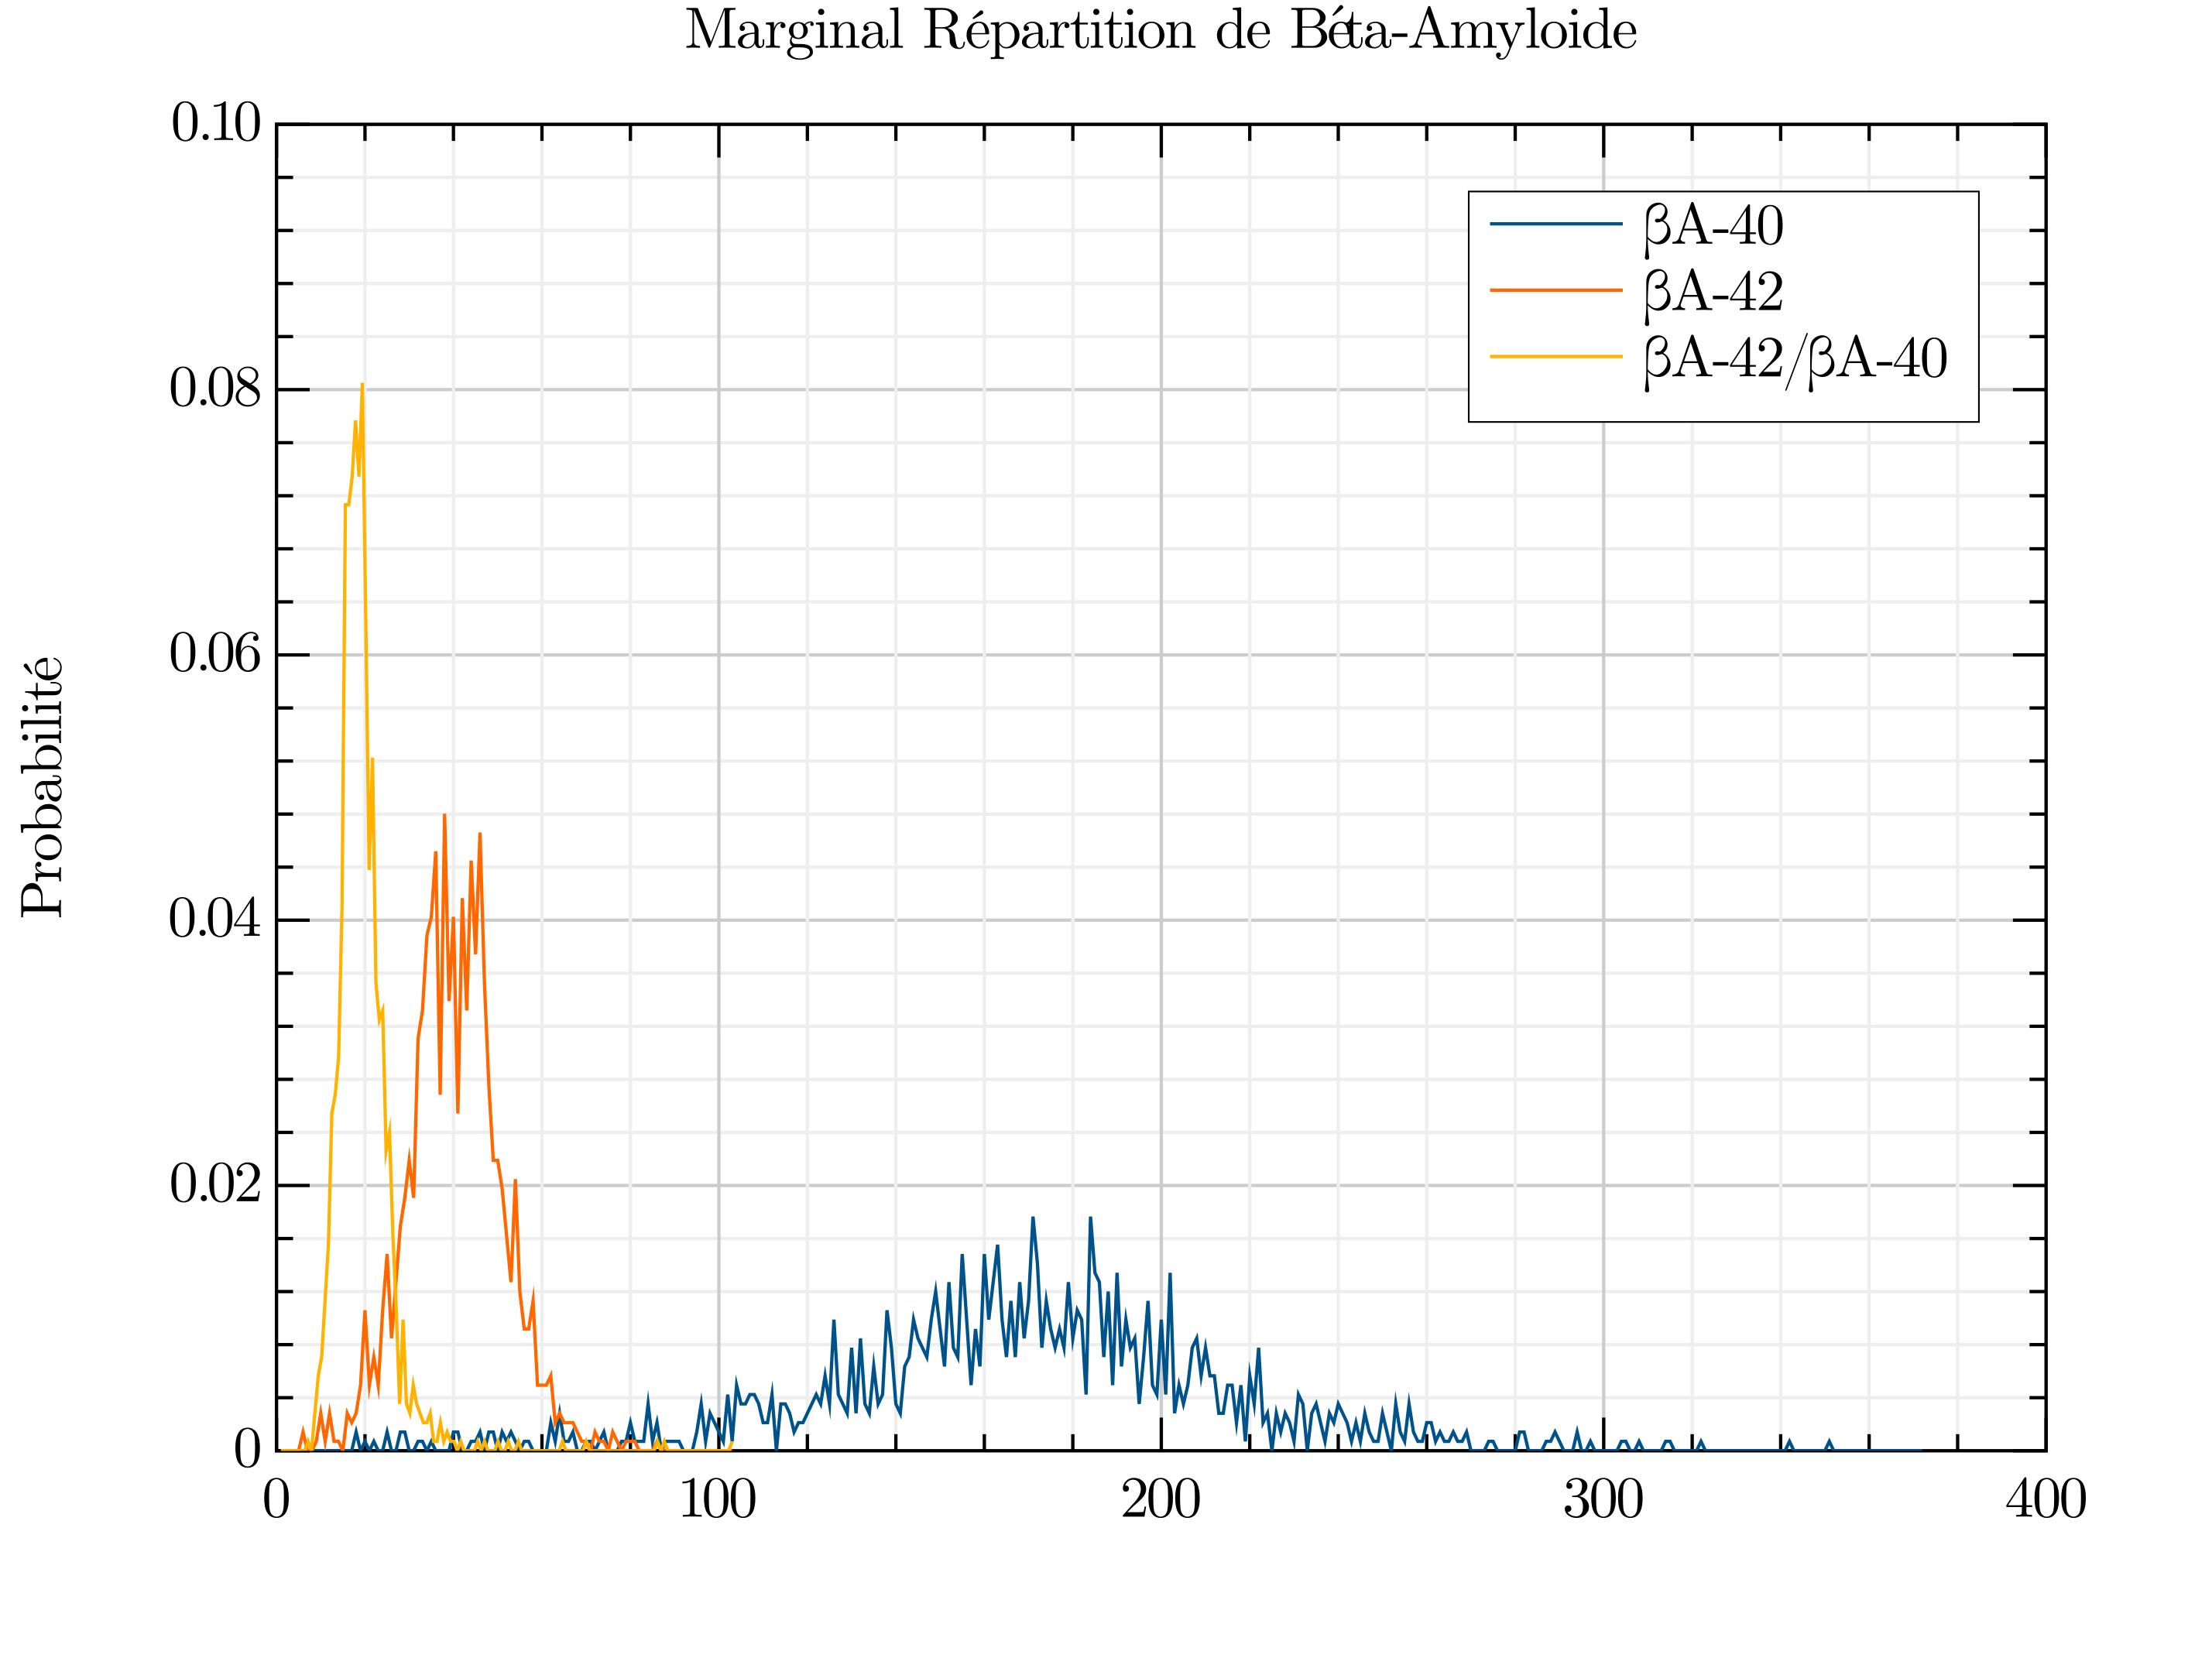 Marginal Répartition de Béta-Amyloide
0.10
0.08
0.06
0.04
0.02
0
Probabilité
βA-40
βA-42
βA-42/βA-40
0 100 200 300 400